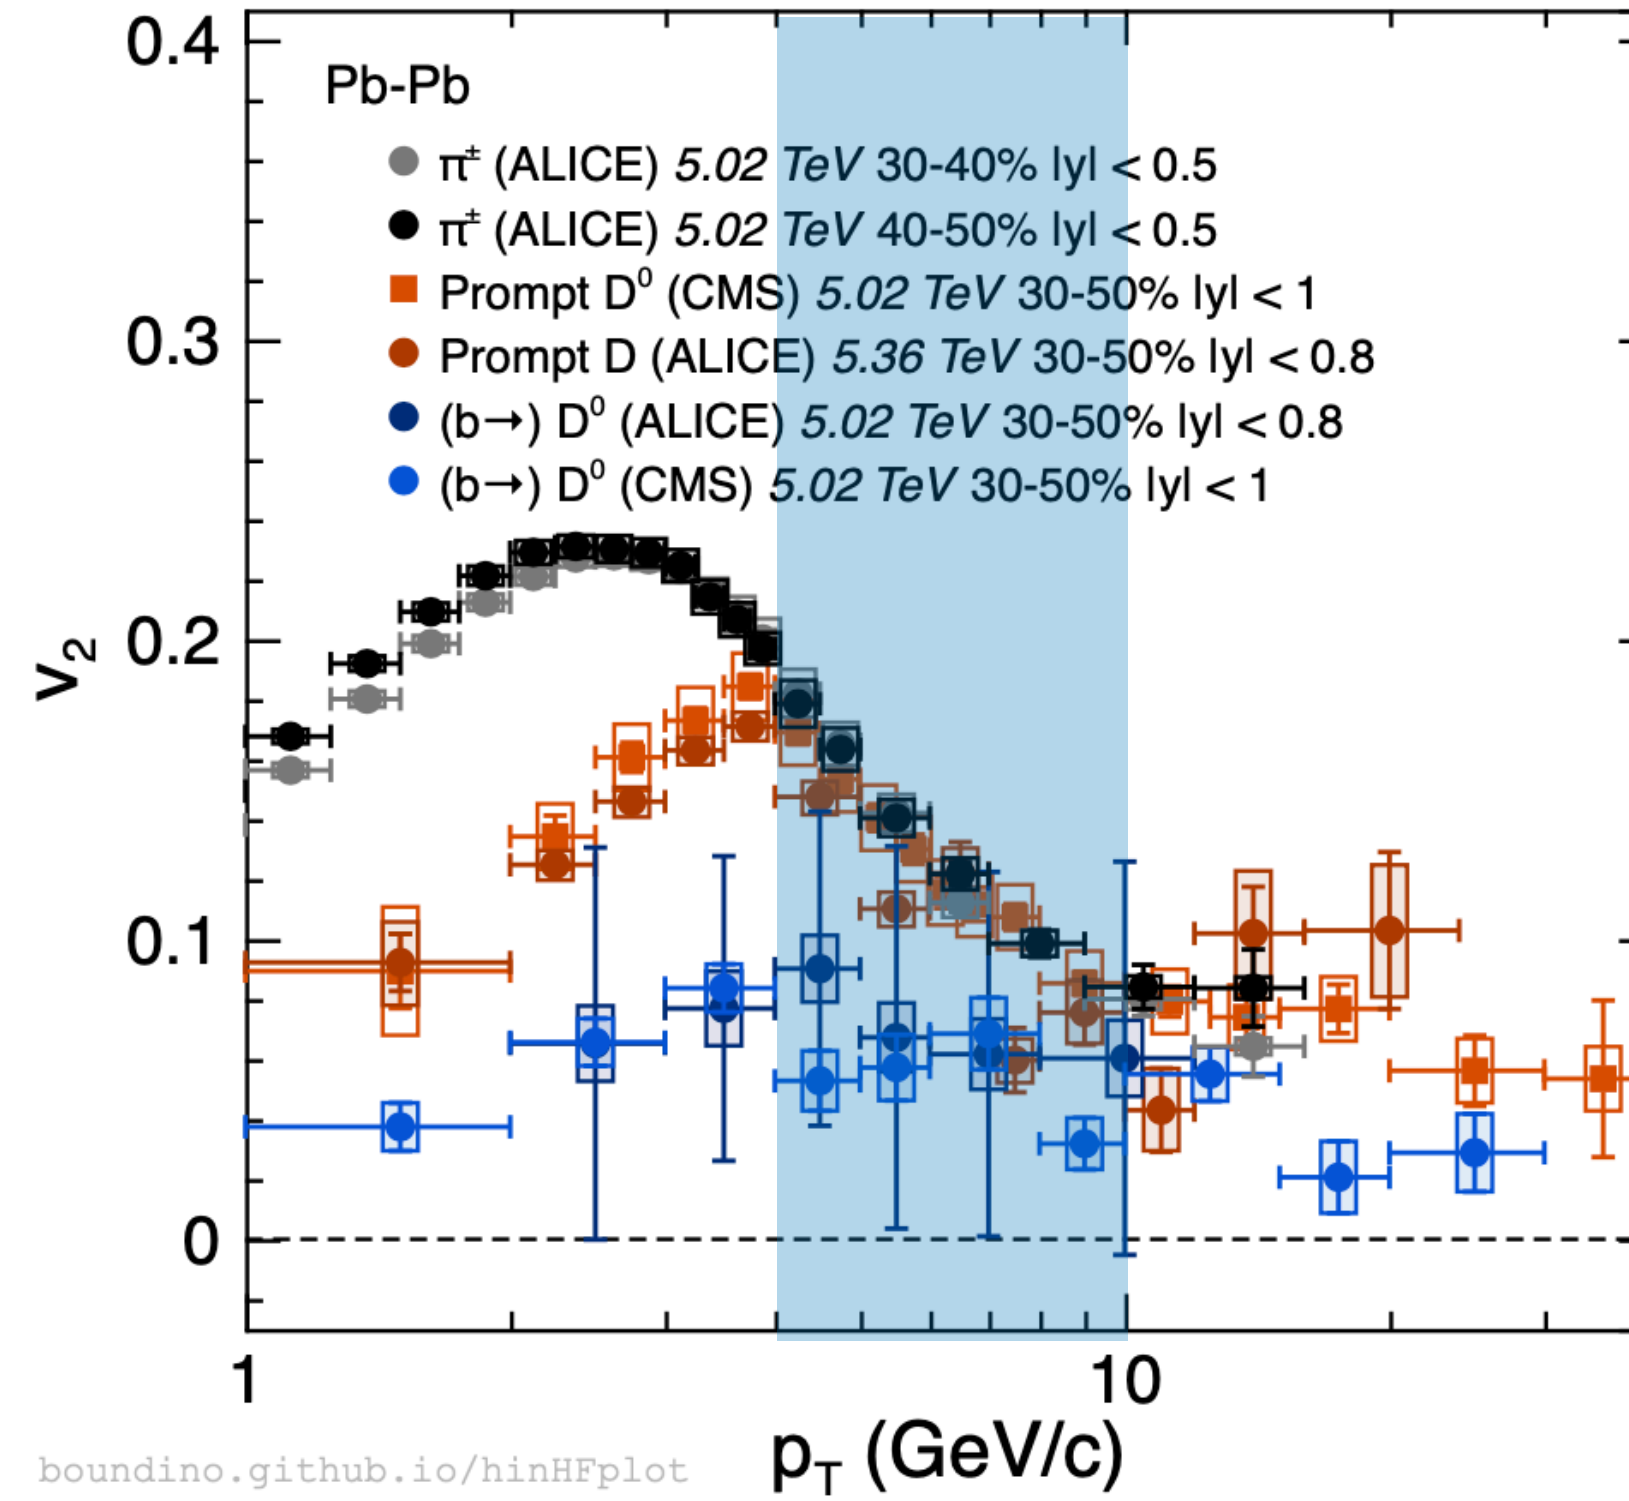 0.4
Pb-Pb
π± (ALICE) 5.02 TeV 30-40% |y| < 0.5
π± (ALICE) 5.02 TeV 40-50% |y| < 0.5
Prompt D⁰ (CMS) 5.02 TeV 30-50% |y| < 1
0.3
Prompt D (ALICE) 5.36 TeV 30-50% |y| < 0.8
(b→) D⁰ (ALICE) 5.02 TeV 30-50% |y| < 0.8
(b→) D⁰ (CMS) 5.02 TeV 30-50% |y| < 1
0.2
v₂
0.1
0
1
10
p_T (GeV/c)
boundino.github.io/hinHFplot